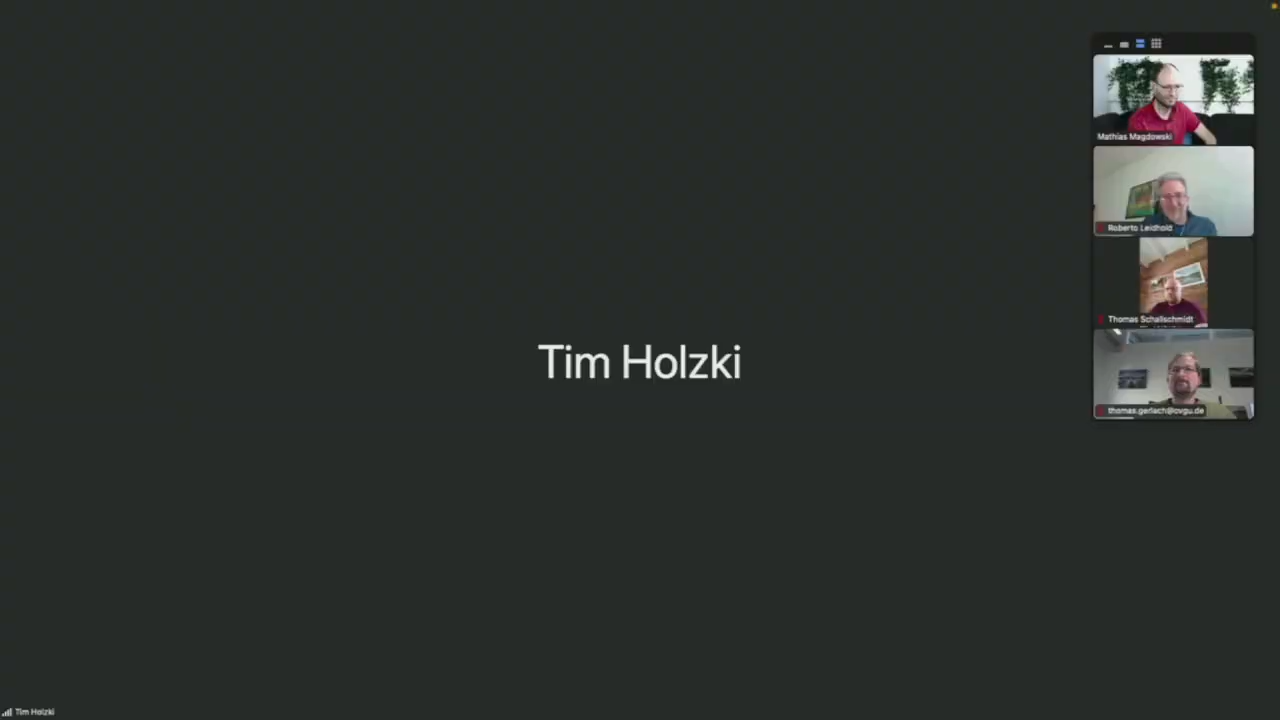 Mathias Magdowski
Roberto Leidhold
Thomas Schallschmidt
thomas.gerlach@ovgu.de
Tim Holzki
Tim Holzki